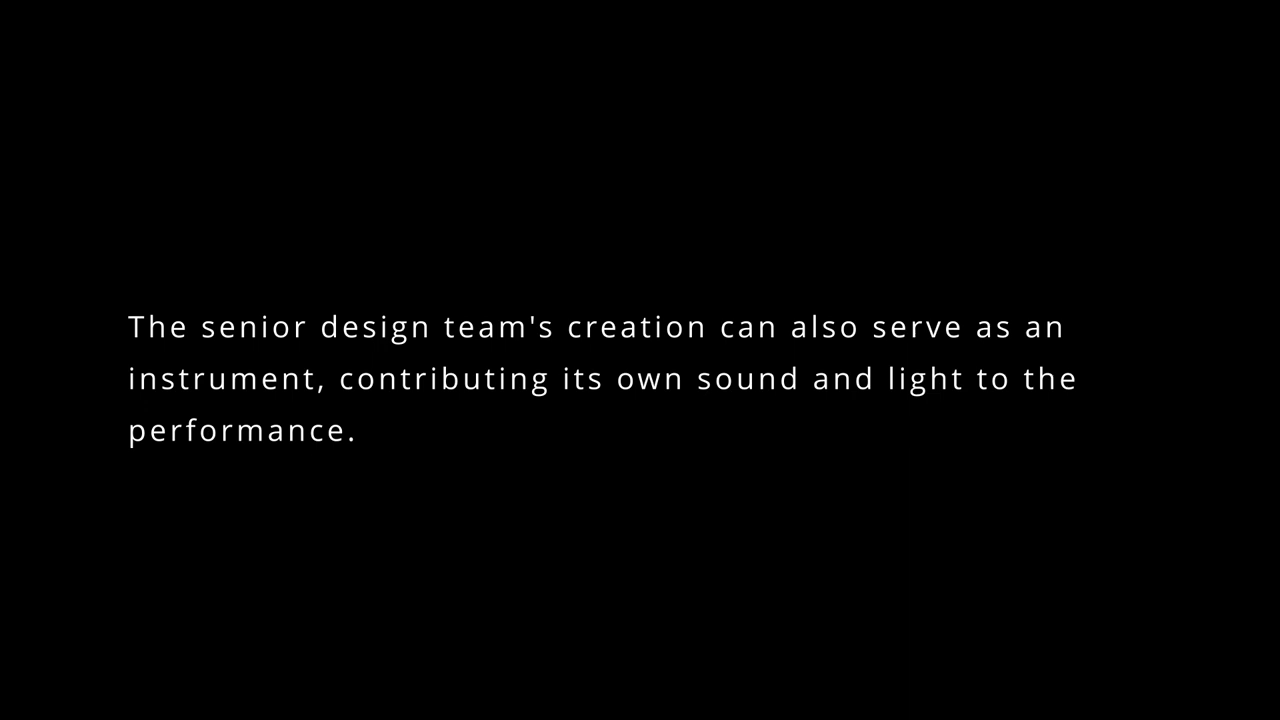 The senior design team's creation can also serve as an
instrument, contributing its own sound and light to the
performance.